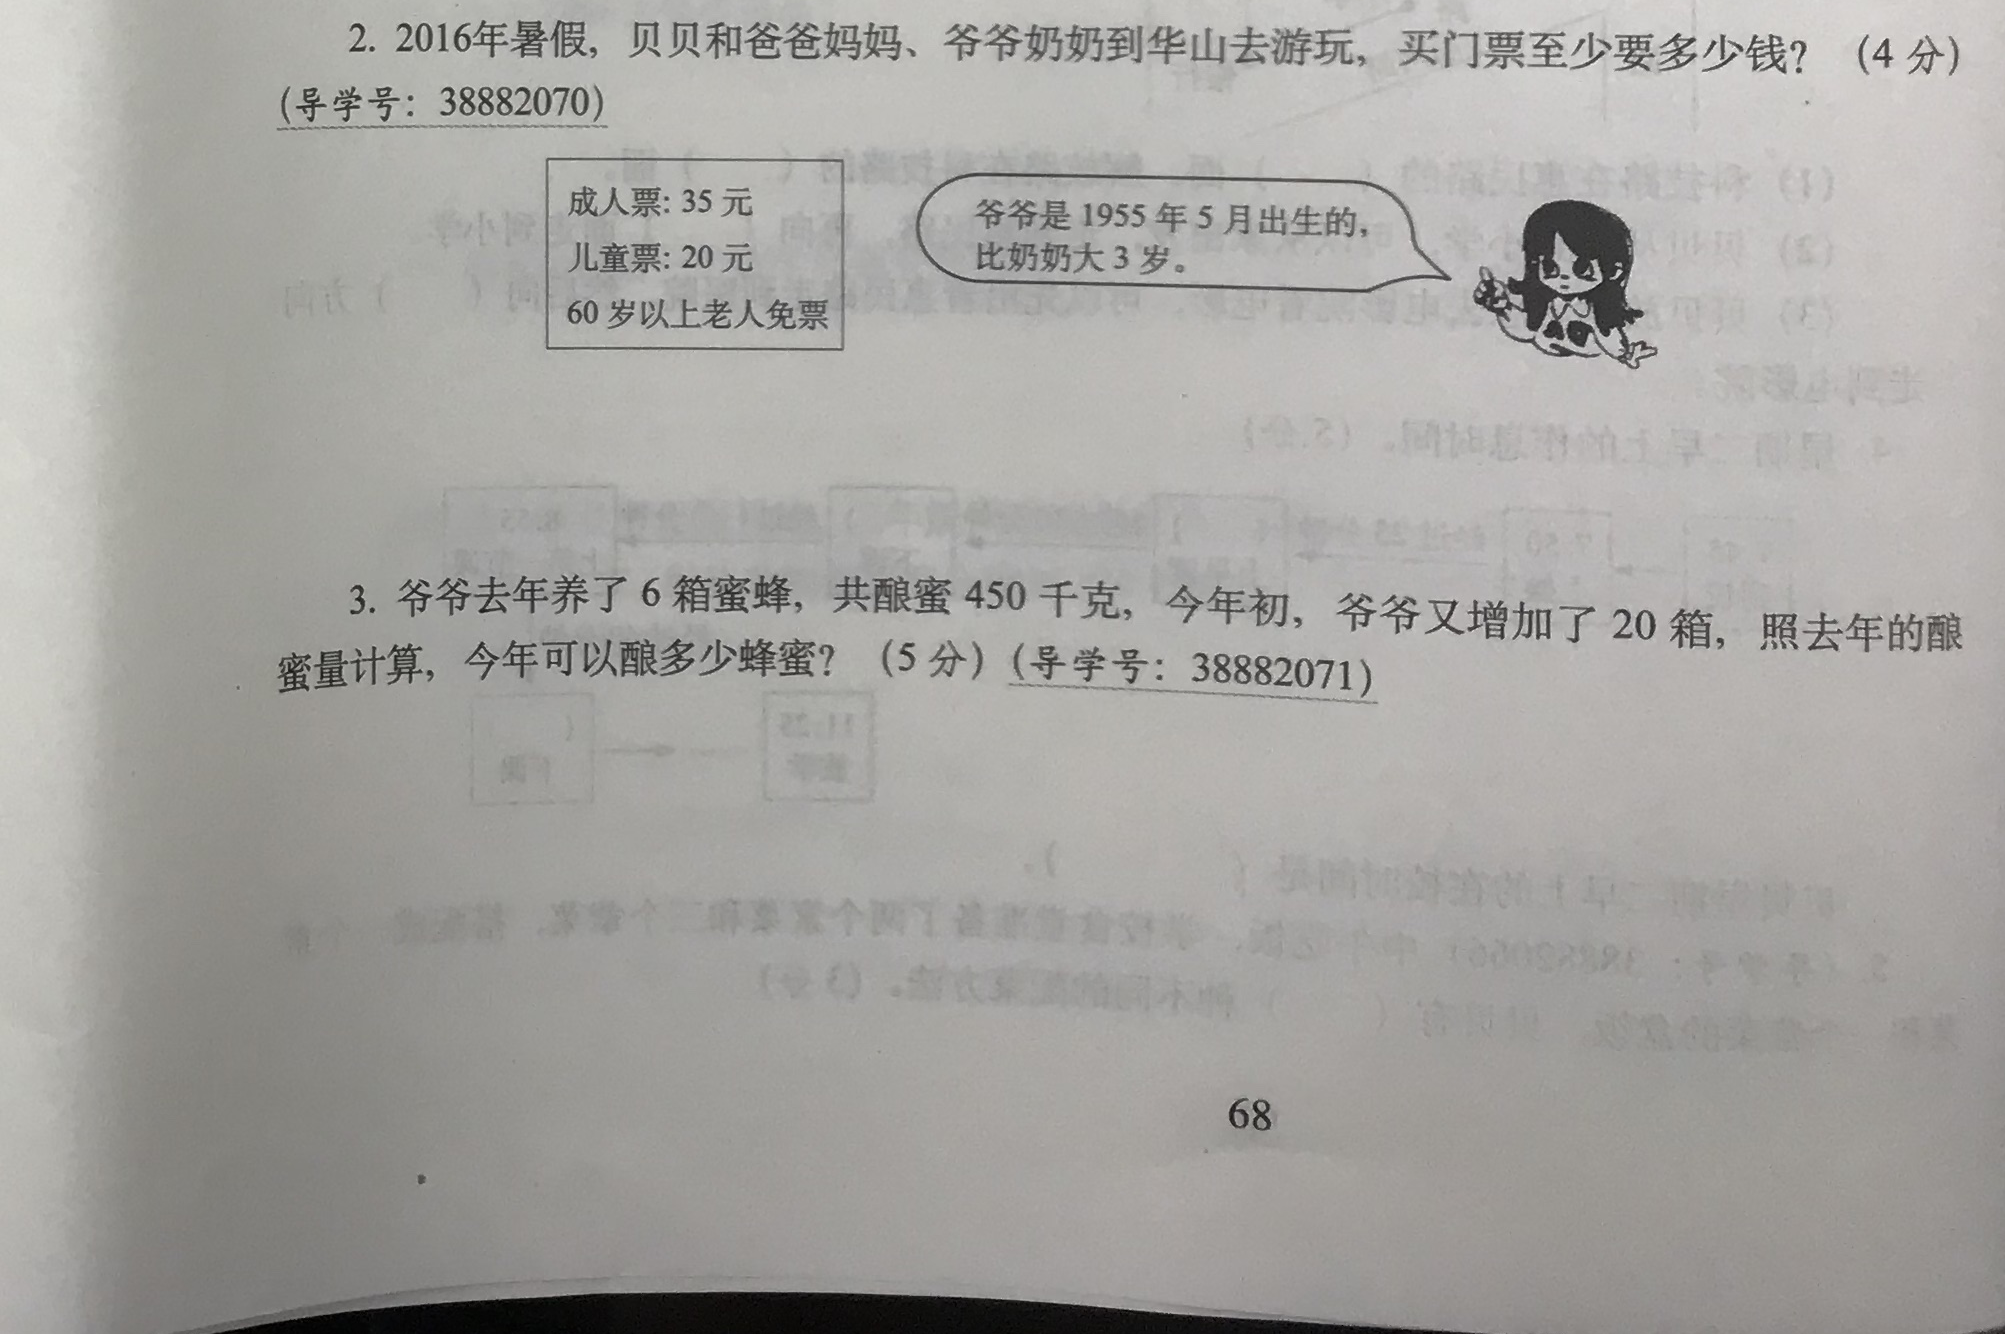 2. 2016年暑假，贝贝和爸爸妈妈、爷爷奶奶到华山去游玩，买门票至少要多少钱？（4 分）
(导学号：38882070)
成人票: 35 元
儿童票: 20 元
60 岁以上老人免票
爷爷是 1955 年 5 月出生的，
比奶奶大 3 岁。
3. 爷爷去年养了 6 箱蜜蜂，共酿蜜 450 千克，今年初，爷爷又增加了 20 箱，照去年的酿
蜜量计算，今年可以酿多少蜂蜜？（5 分）(导学号：38882071)
68